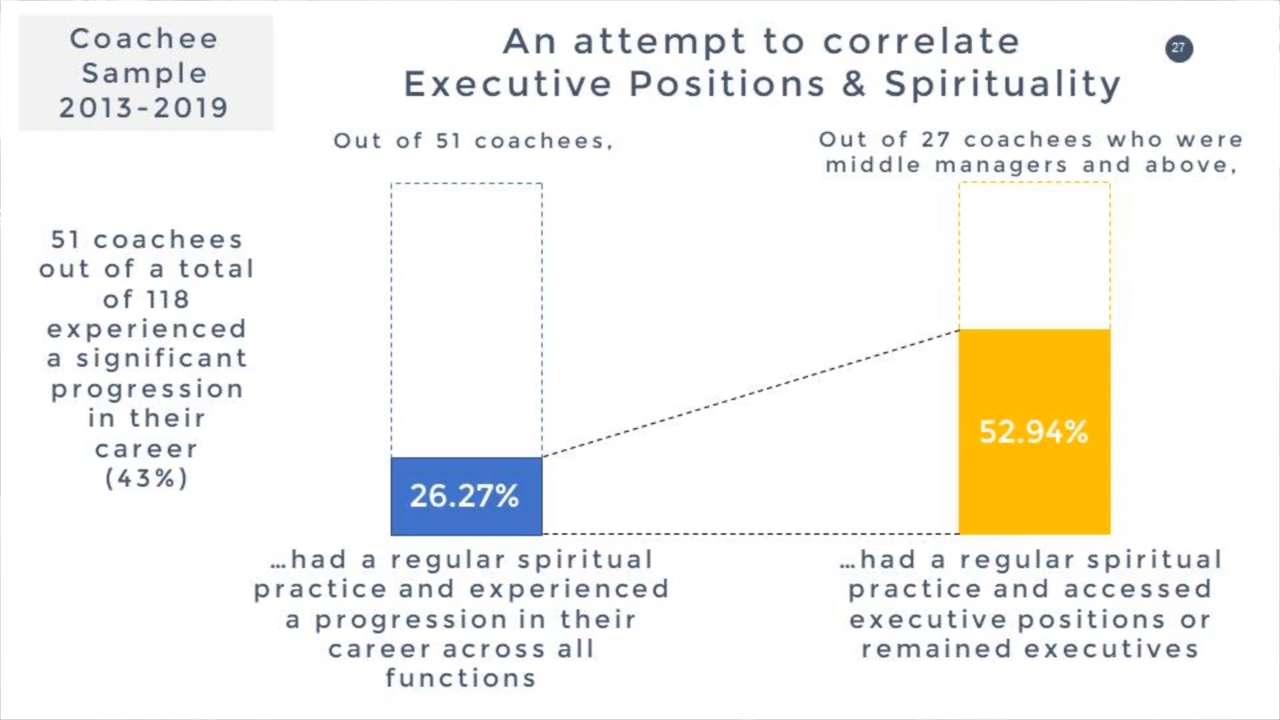 Coachee
Sample
2013-2019
An attempt to correlate
Executive Positions & Spirituality
27
51 coachees
out of a total
of 118
experienced
a significant
progression
in their
career
(43%)
Out of 51 coachees,
26.27%
...had a regular spiritual
practice and experienced
a progression in their
career across all
functions
Out of 27 coachees who were
middle managers and above,
52.94%
...had a regular spiritual
practice and accessed
executive positions or
remained executives